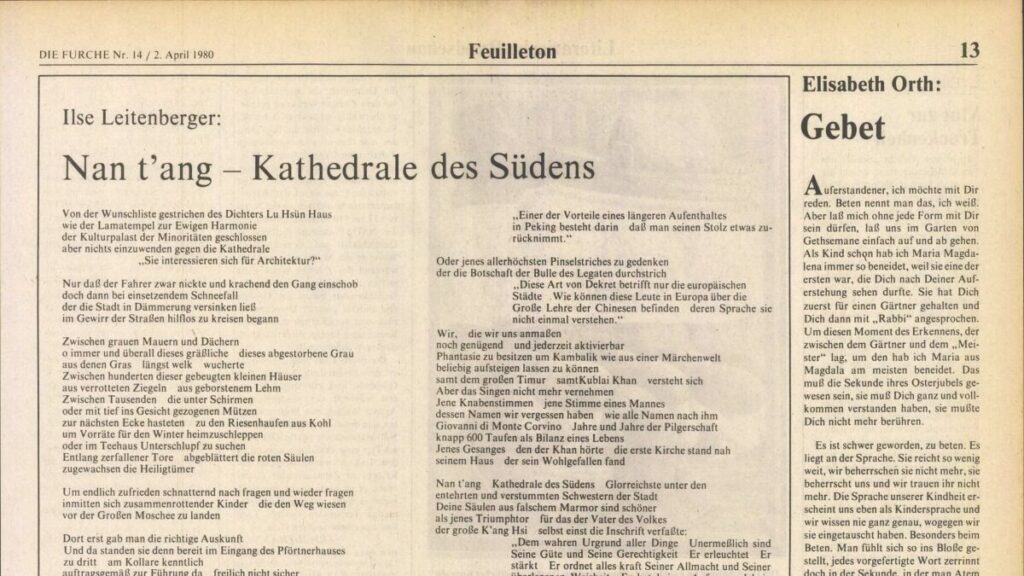 DIE FURCHE Nr. 14 / 2. April 1980
Feuilleton
13
Ilse Leitenberger:
Nan t'ang – Kathedrale des Südens
Von der Wunschliste gestrichen des Dichters Lu Hsün Haus
wie der Lamatempel zur Ewigen Harmonie
der Kulturpalast der Minoritäten geschlossen
aber nichts einzuwenden gegen die Kathedrale
„Sie interessieren sich für Architektur?“
Nur daß der Fahrer zwar nickte und krachend den Gang einschob
doch dann bei einsetzendem Schneefall
der die Stadt in Dämmerung versinken ließ
im Gewirr der Straßen hilflos zu kreisen begann
Zwischen grauen Mauern und Dächern
o immer und überall dieses gräßliche dieses abgestorbene Grau
aus denen Gras längst welk wucherte
Zwischen hunderten dieser gebeugten kleinen Häuser
aus verrotteten Ziegeln aus geborstenem Lehm
Zwischen Tausenden die unter Schirmen
oder mit tief ins Gesicht gezogenen Mützen
zur nächsten Ecke hasteten zu den Riesenhaufen aus Kohl
um Vorräte für den Winter heimzuschleppen
oder im Teehaus Unterschlupf zu suchen
Entlang zerfallener Tore abgeblättert die roten Säulen
zugewachsen die Heiligtümer
Um endlich zufrieden schnatternd nach fragen und wieder fragen
inmitten sich zusammenrottender Kinder die den Weg wiesen
vor der Großen Moschee zu landen
Dort erst gab man die richtige Auskunft
Und da standen sie denn bereit im Eingang des Pförtnerhauses
zu dritt am Kollare kenntlich
auftragsgemäß zur Führung da freilich nicht sicher
„Einer der Vorteile eines längeren Aufenthaltes
in Peking besteht darin daß man seinen Stolz etwas zu-
rücknimmt.“
Oder jenes allerhöchsten Pinselstriches zu gedenken
der die Botschaft der Bulle des Legaten durchstrich
„Diese Art von Dekret betrifft nur die europäischen
Städte Wie können diese Leute in Europa über die
Große Lehre der Chinesen befinden deren Sprache sie
nicht einmal verstehen.“
Wir, die wir uns anmaßen
noch genügend und jederzeit aktivierbar
Phantasie zu besitzen um Kambalik wie aus einer Märchenwelt
beliebig aufsteigen lassen zu können
samt dem großen Timur samtKublai Khan versteht sich
Aber das Singen nicht mehr vernehmen
Jene Knabenstimmen jene Stimme eines Mannes
dessen Namen wir vergessen haben wie alle Namen nach ihm
Giovanni di Monte Corvino Jahre und Jahre der Pilgerschaft
knapp 600 Taufen als Bilanz eines Lebens
Jenes Gesanges den der Khan hörte die erste Kirche stand nah
seinem Haus der sein Wohlgefallen fand
Nan t'ang Kathedrale des Südens Glorreichste unter den
entehrten und verstummten Schwestern der Stadt
Deine Säulen aus falschem Marmor sind schöner
als jenes Triumphtor für das der Vater des Volkes
der große K'ang Hsi selbst einst die Inschrift verfaßte:
„Dem wahren Urgrund aller Dinge Unermeßlich sind
Seine Güte und Seine Gerechtigkeit Er erleuchtet Er
stärkt Er ordnet alles kraft Seiner Allmacht und Seiner
Elisabeth Orth:
Gebet
Auferstandener, ich möchte mit Dir
reden. Beten nennt man das, ich weiß.
Aber laß mich ohne jede Form mit Dir
sein dürfen, laß uns im Garten von
Gethsemane einfach auf und ab gehen.
Als Kind schon hab ich Maria Magda-
lena immer so beneidet, weil sie eine der
ersten war, die Dich nach Deiner Auf-
erstehung sehen durfte. Sie hat Dich
zuerst für einen Gärtner gehalten und
Dich dann mit „Rabbi“ angesprochen.
Um diesen Moment des Erkennens, der
zwischen dem Gärtner und dem „Mei-
ster“ lag, um den hab ich Maria aus
Magdala am meisten beneidet. Das
muß die Sekunde ihres Osterjubels ge-
wesen sein, sie muß Dich ganz und voll-
kommen verstanden haben, sie mußte
Dich nicht mehr berühren.
Es ist schwer geworden, zu beten. Es
liegt an der Sprache. Sie reicht so wenig
weit, wir beherrschen sie nicht mehr, sie
beherrscht uns und wir trauen ihr nicht
mehr. Die Sprache unserer Kindheit er-
scheint uns eben als Kindersprache und
wir wissen nie ganz genau, wogegen wir
sie eingetauscht haben. Besonders beim
Beten. Man fühlt sich so ins Bloße ge-
stellt, jedes vorgefertigte Wort zerrinnt
doch in der Sekunde, in der man Atem